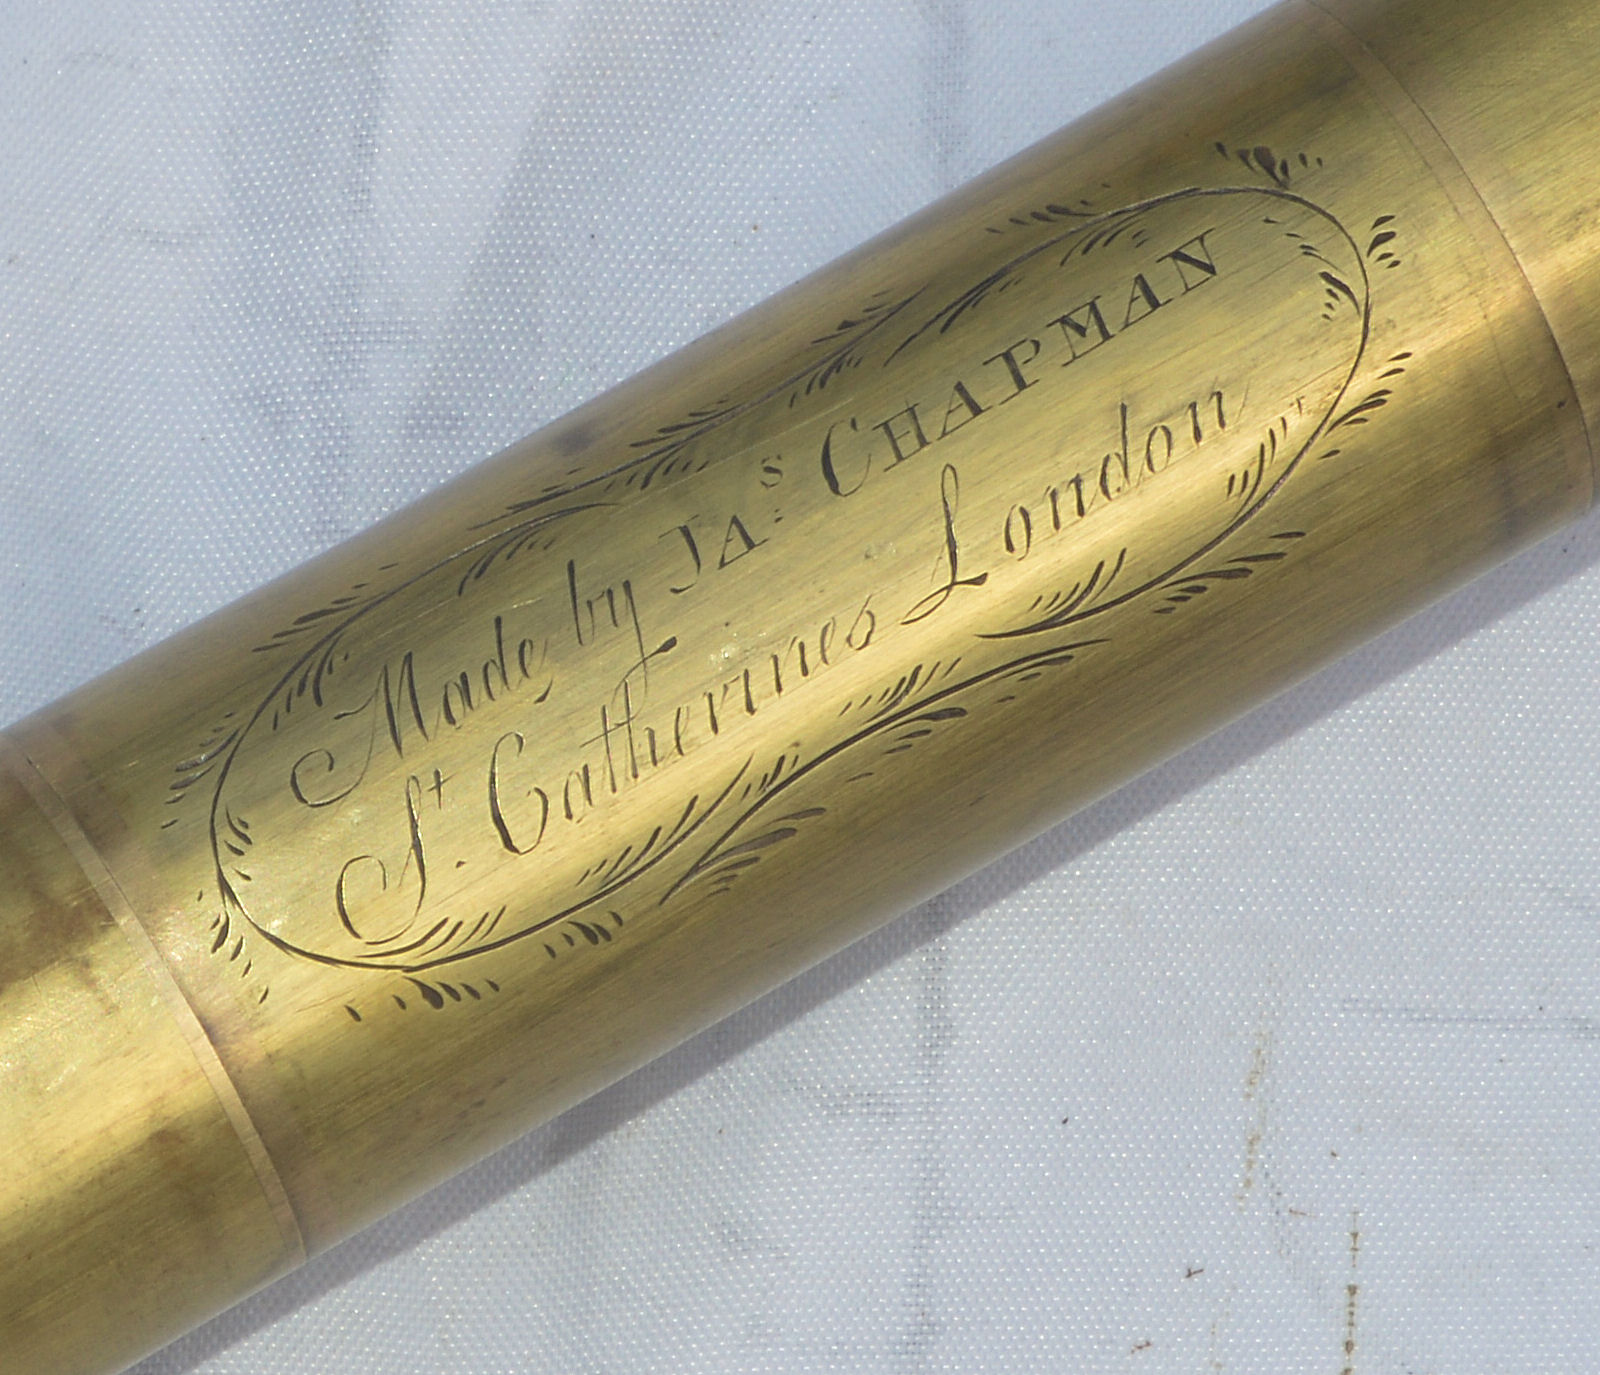 Made by JAˢ: CHAPMAN
Sᵗ. Catherines London